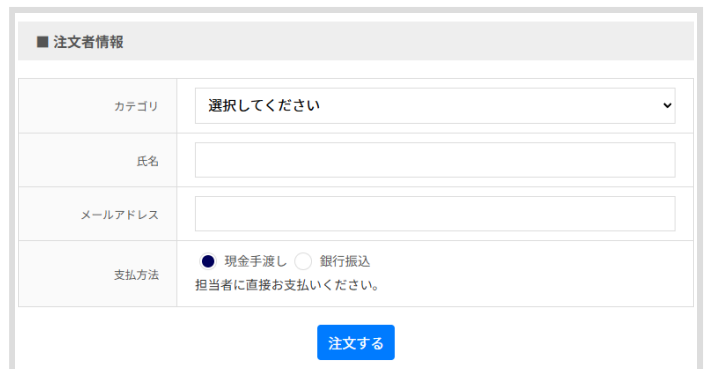 ■ 注文者情報
カテゴリ 選択してください
氏名
メールアドレス
支払方法 現金手渡し 銀行振込
担当者に直接お支払いください。
注文する